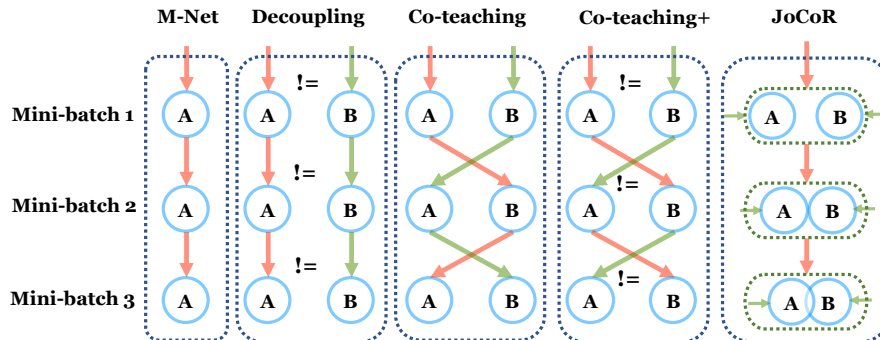 M-Net Decoupling Co-teaching Co-teaching+ JoCoR
!= !=
Mini-batch 1 A A B A B A B A B
!= !=
Mini-batch 2 A A B A B A B A B
!= !=
Mini-batch 3 A A B A B A B A B